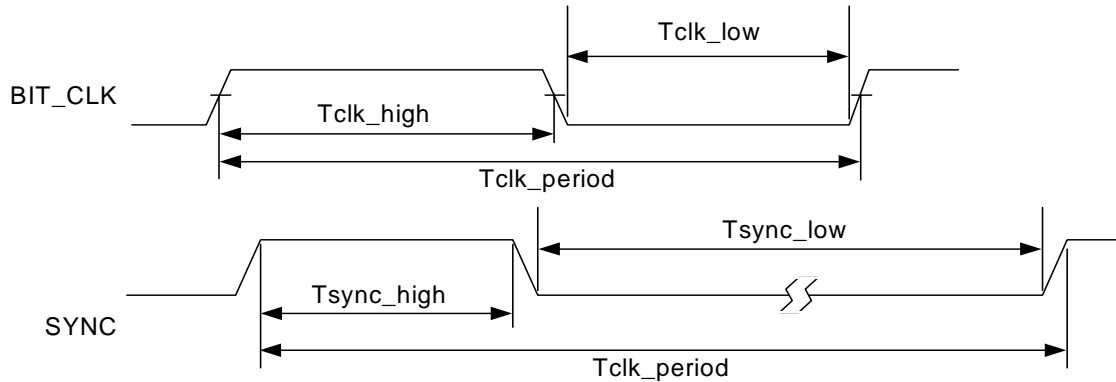 Tclk_low
BIT_CLK
Tclk_high
Tclk_period
Tsync_low
Tsync_high
SYNC
Tclk_period